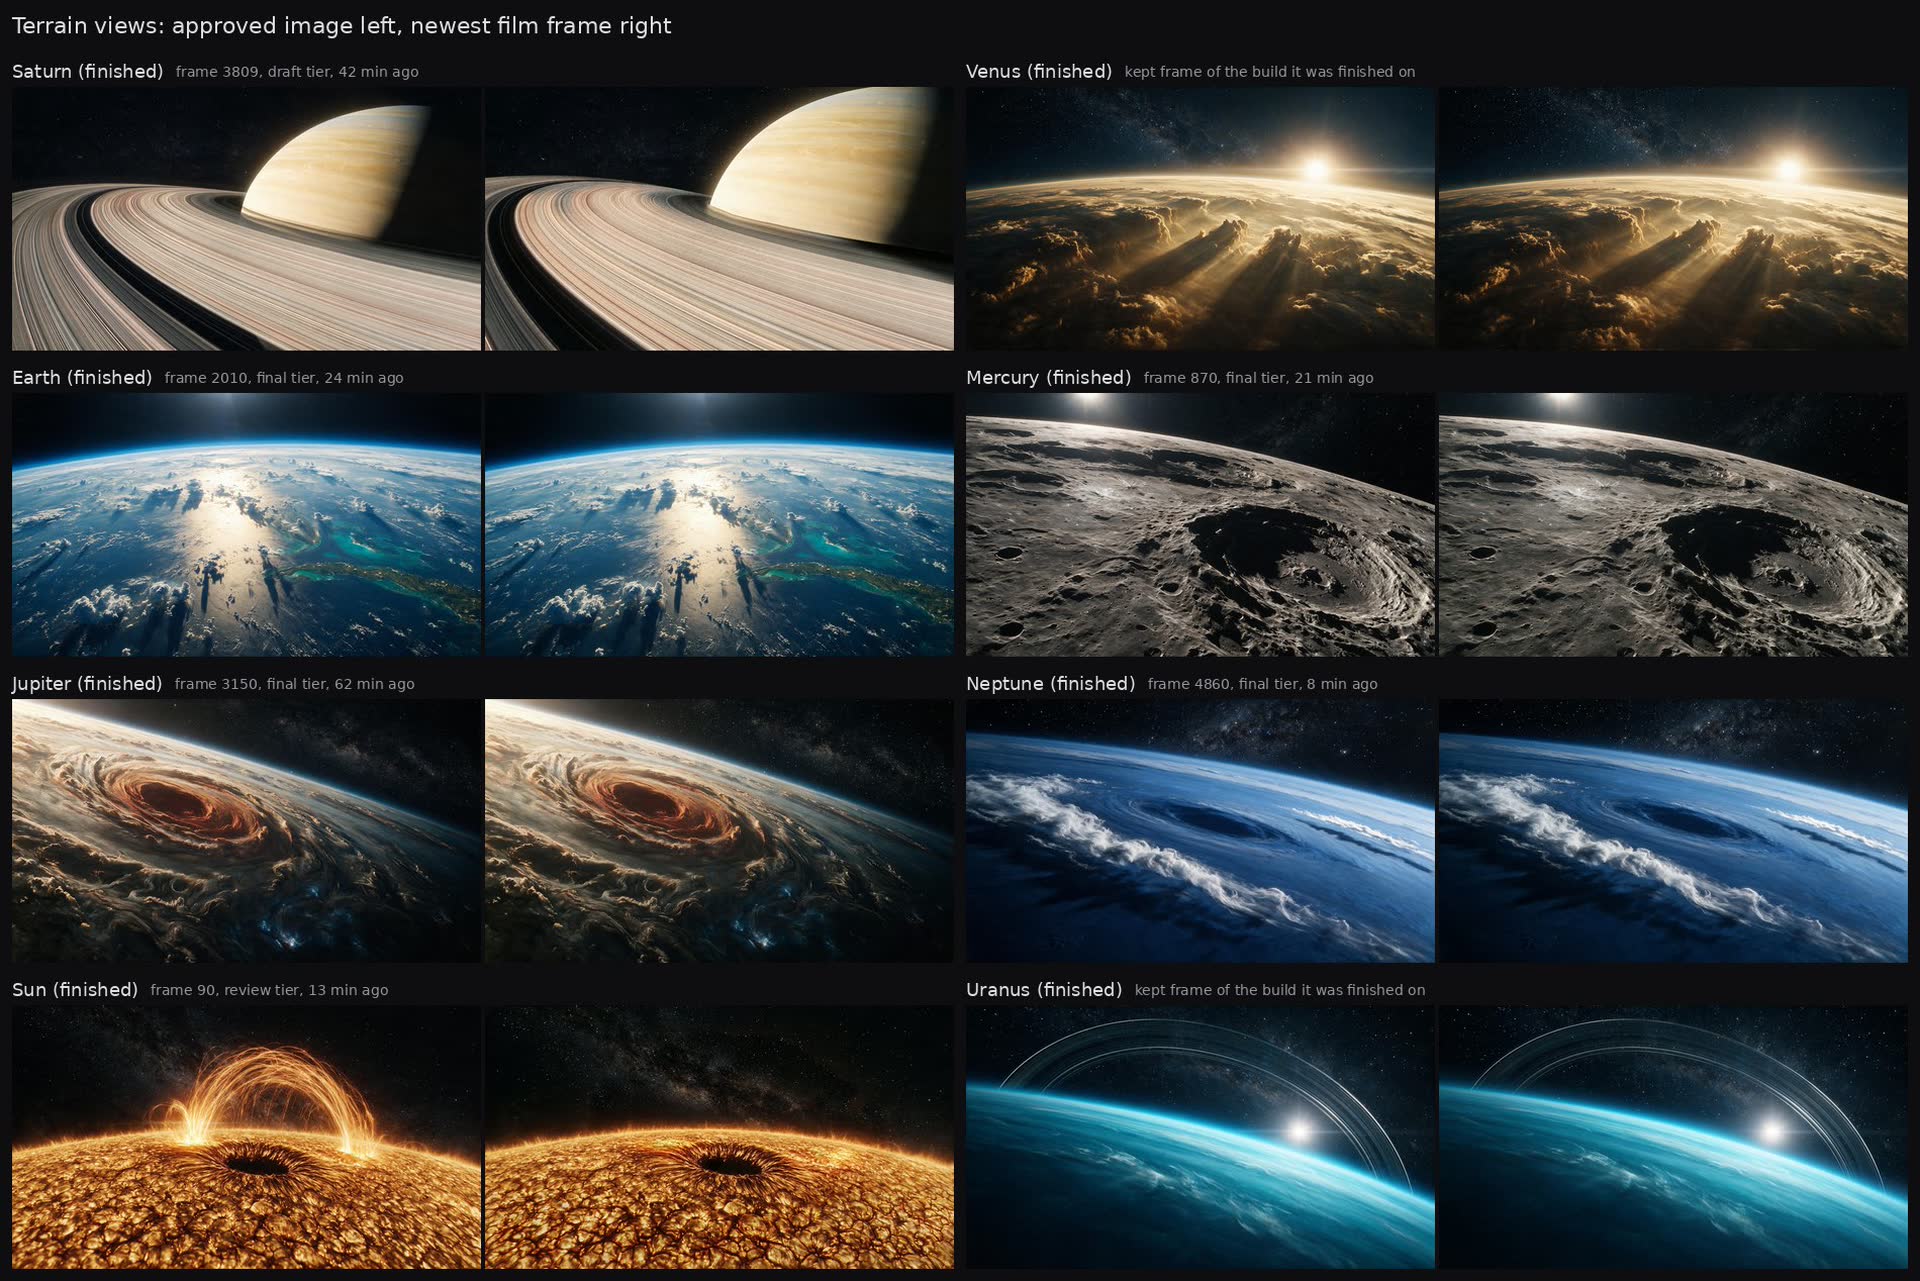 Terrain views: approved image left, newest film frame right
Saturn (finished) frame 3809, draft tier, 42 min ago
Venus (finished) kept frame of the build it was finished on
Earth (finished) frame 2010, final tier, 24 min ago
Mercury (finished) frame 870, final tier, 21 min ago
Jupiter (finished) frame 3150, final tier, 62 min ago
Neptune (finished) frame 4860, final tier, 8 min ago
Sun (finished) frame 90, review tier, 13 min ago
Uranus (finished) kept frame of the build it was finished on